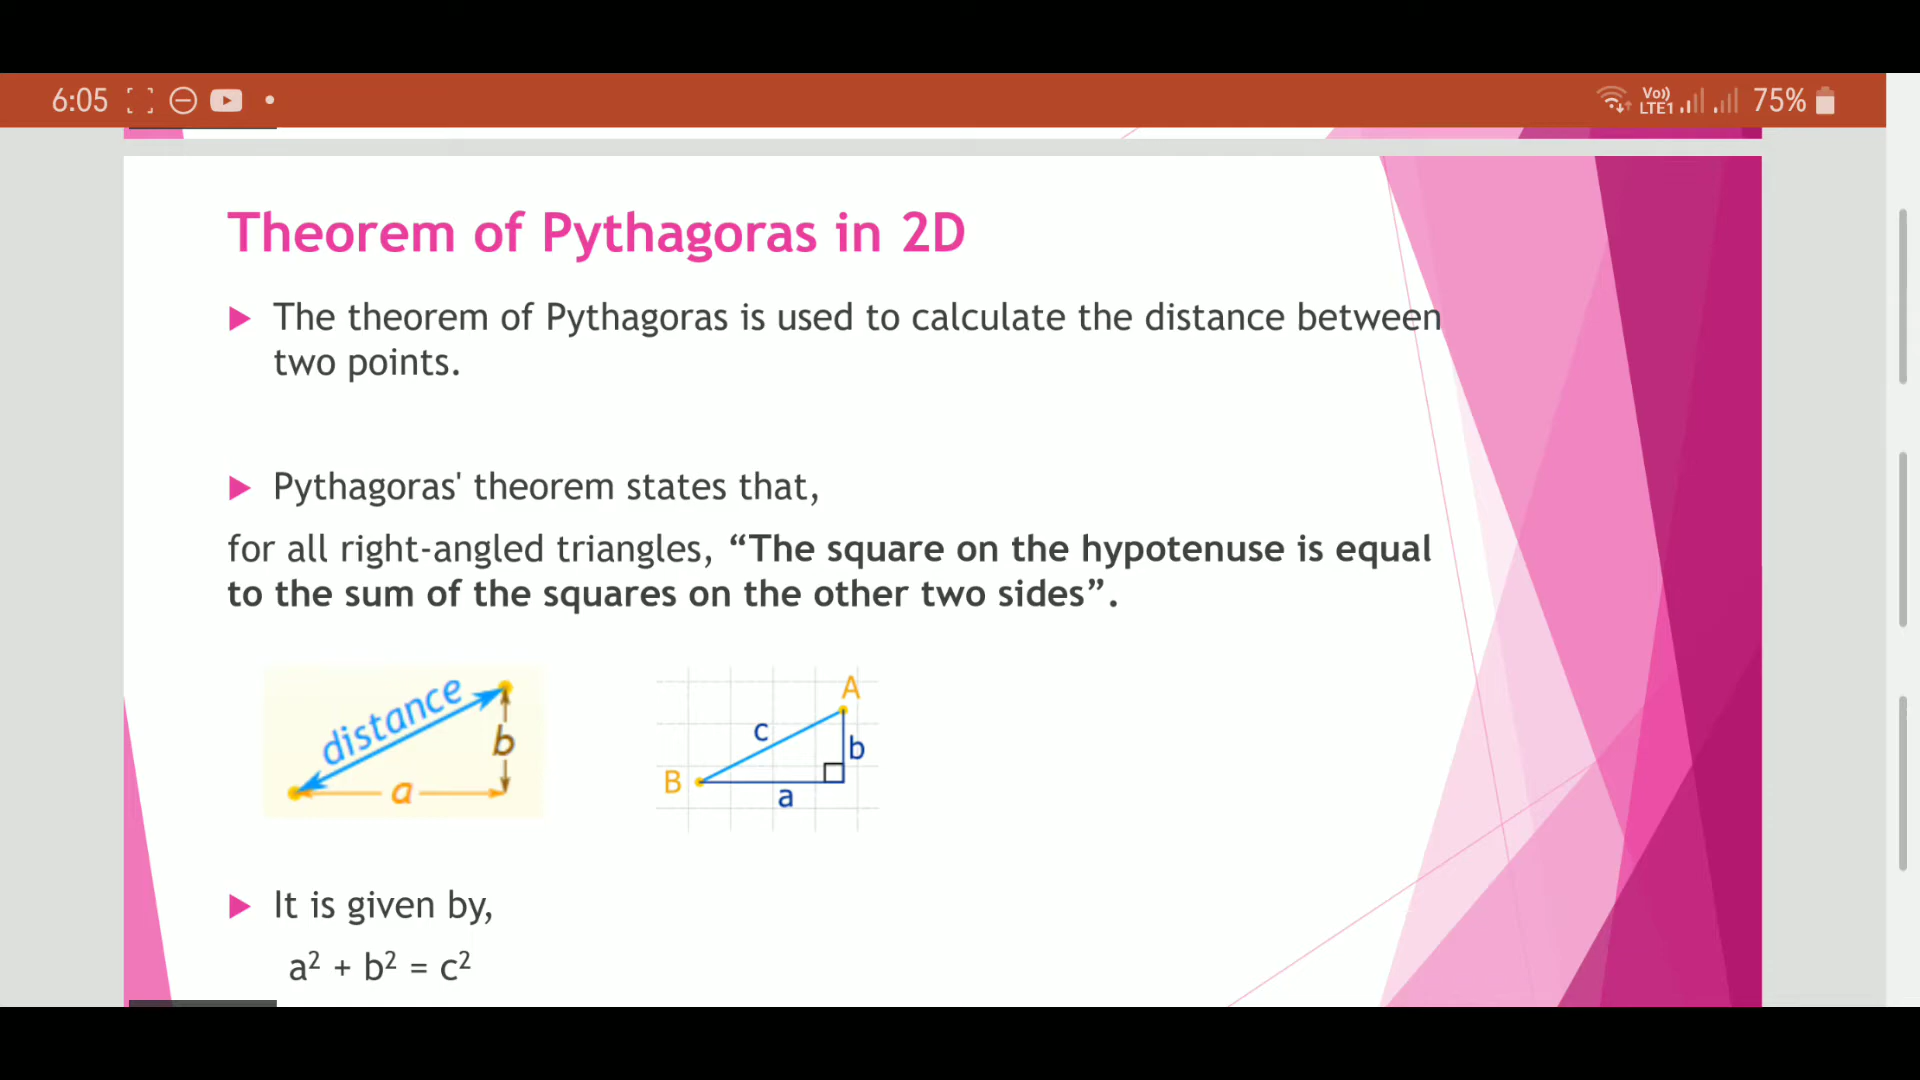 6:05
Vo)) LTE1 75%
Theorem of Pythagoras in 2D
The theorem of Pythagoras is used to calculate the distance between
two points.
Pythagoras' theorem states that,
for all right-angled triangles, “The square on the hypotenuse is equal
to the sum of the squares on the other two sides”.
distance
b
a
A
c
b
B
a
It is given by,
a² + b² = c²